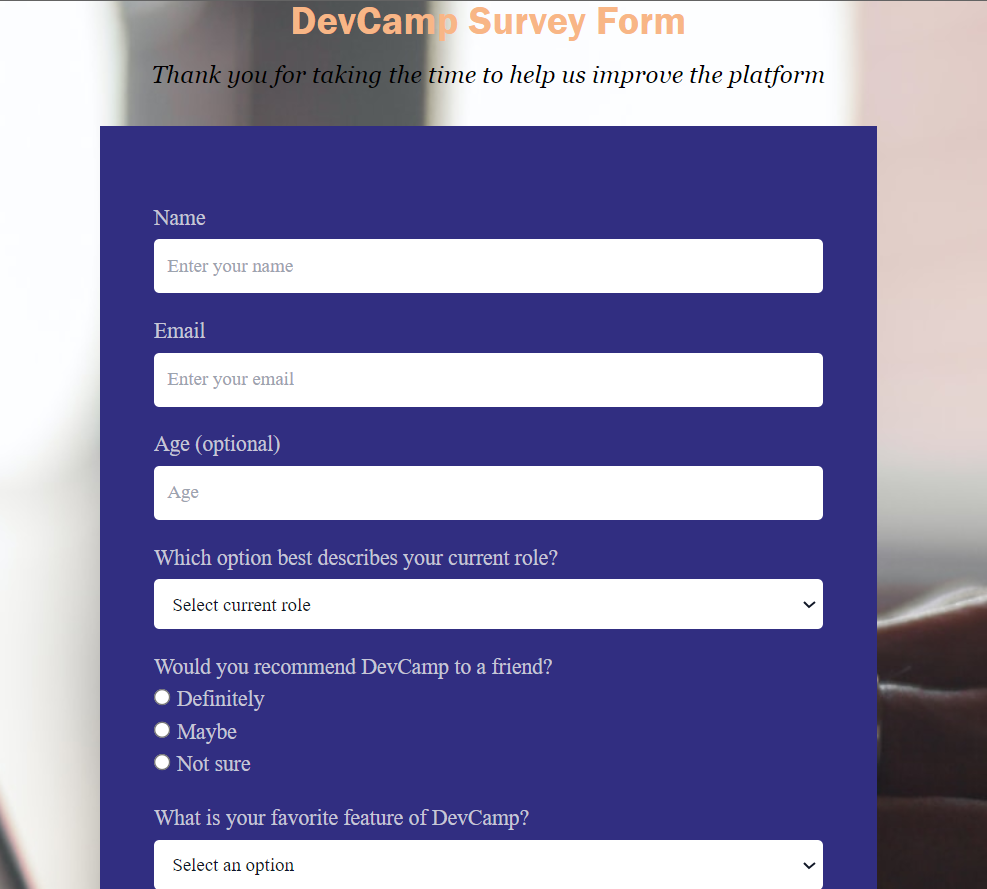 DevCamp Survey Form
Thank you for taking the time to help us improve the platform
Name
Enter your name
Email
Enter your email
Age (optional)
Age
Which option best describes your current role?
Select current role
Would you recommend DevCamp to a friend?
Definitely
Maybe
Not sure
What is your favorite feature of DevCamp?
Select an option